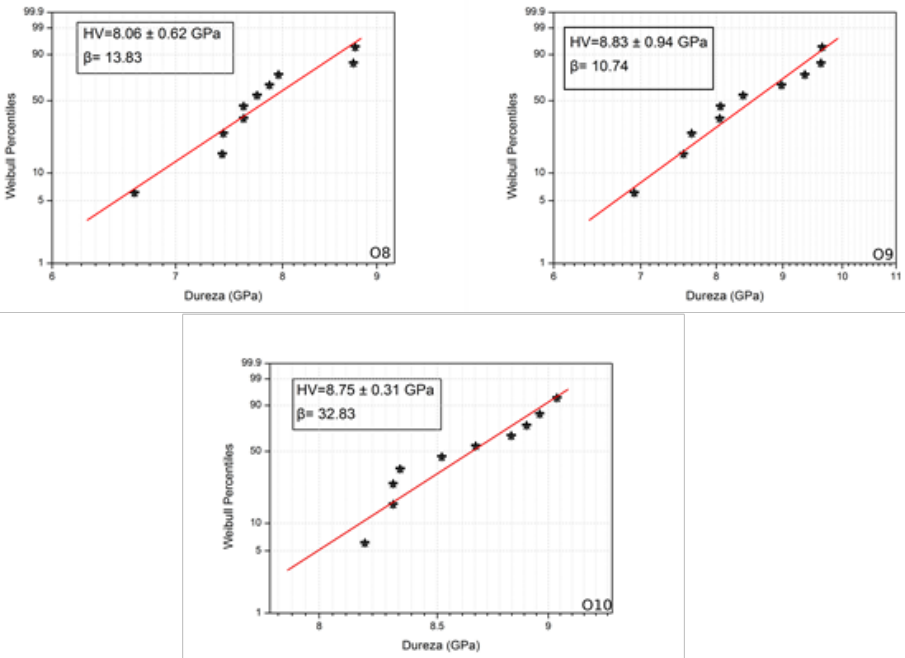 99.9
99
90
50
10
5
1
Weibull Percentiles
HV=8.06 ± 0.62 GPa
β= 13.83
O8
6
7
8
9
Dureza (GPa)
99.9
99
90
50
10
5
1
Weibull Percentiles
HV=8.83 ± 0.94 GPa
β= 10.74
O9
6
7
8
9
10
11
Dureza (GPa)
99.9
99
90
50
10
5
1
Weibull Percentiles
HV=8.75 ± 0.31 GPa
β= 32.83
O10
8
8.5
9
Dureza (GPa)